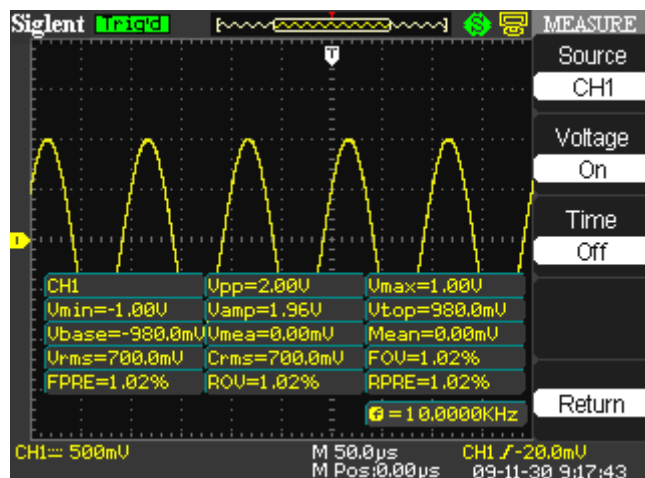 Siglent Trig'd MEASURE
T
Source
CH1
Voltage
On
Time
Off
Return
1
CH1 Vpp=2.00V Vmax=1.00V
Vmin=-1.00V Vamp=1.96V Vtop=980.0mV
Vbase=-980.0mV Vmea=0.00mV Mean=0.00mV
Vrms=700.0mV Crms=700.0mV FOV=1.02%
FPRE=1.02% ROV=1.02% RPRE=1.02%
f=10.0000KHz
CH1 500mV M 50.0µs CH1 -20.0mV
M Pos:0.00µs 09-11-30 9:17:43